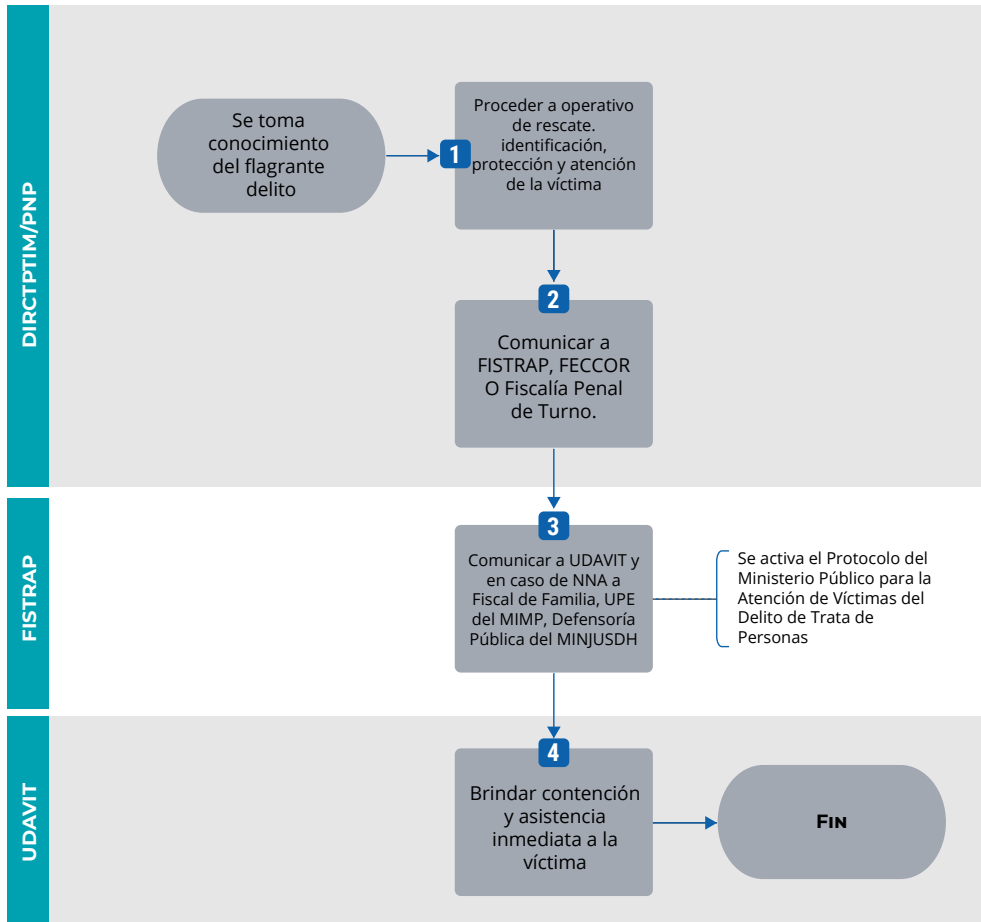 DIRCTPTIM/PNP
Se toma
conocimiento
del flagrante
delito
1
Proceder a operativo
de rescate.
identificación,
protección y atención
de la víctima
2
Comunicar a
FISTRAP, FECCOR
O Fiscalía Penal
de Turno.
FISTRAP
3
Comunicar a UDAVIT y
en caso de NNA a
Fiscal de Familia, UPE
del MIMP, Defensoría
Pública del MINJUSDH
Se activa el Protocolo del
Ministerio Público para la
Atención de Víctimas del
Delito de Trata de
Personas
UDAVIT
4
Brindar contención
y asistencia
inmediata a la
víctima
FIN